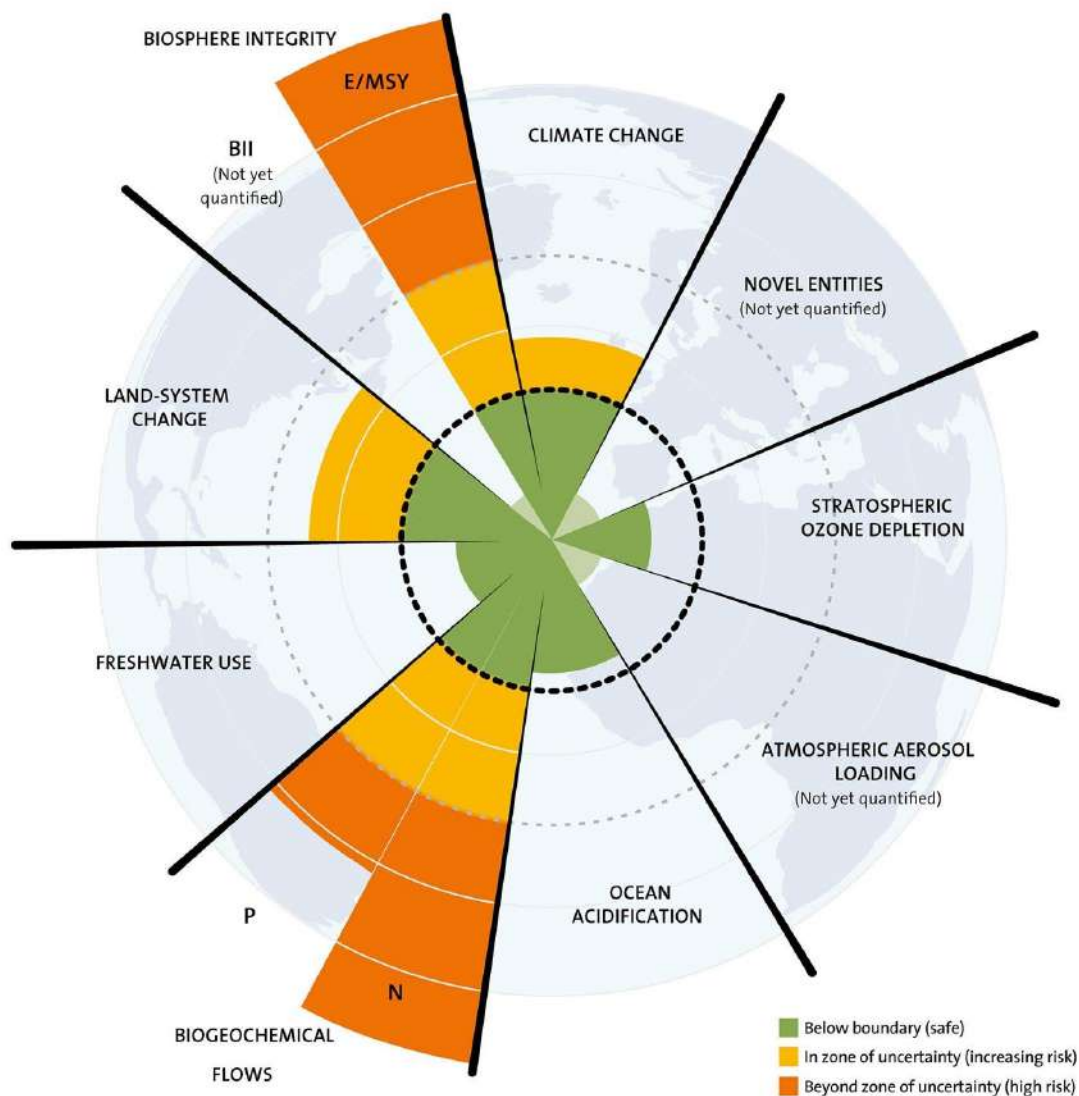 BIOSPHERE INTEGRITY
E/MSY
CLIMATE CHANGE
BII
(Not yet
quantified)
NOVEL ENTITIES
(Not yet quantified)
LAND-SYSTEM
CHANGE
STRATOSPHERIC
OZONE DEPLETION
FRESHWATER USE
ATMOSPHERIC AEROSOL
LOADING
(Not yet quantified)
OCEAN
ACIDIFICATION
P
N
BIOGEOCHEMICAL
FLOWS
Below boundary (safe)
In zone of uncertainty (increasing risk)
Beyond zone of uncertainty (high risk)